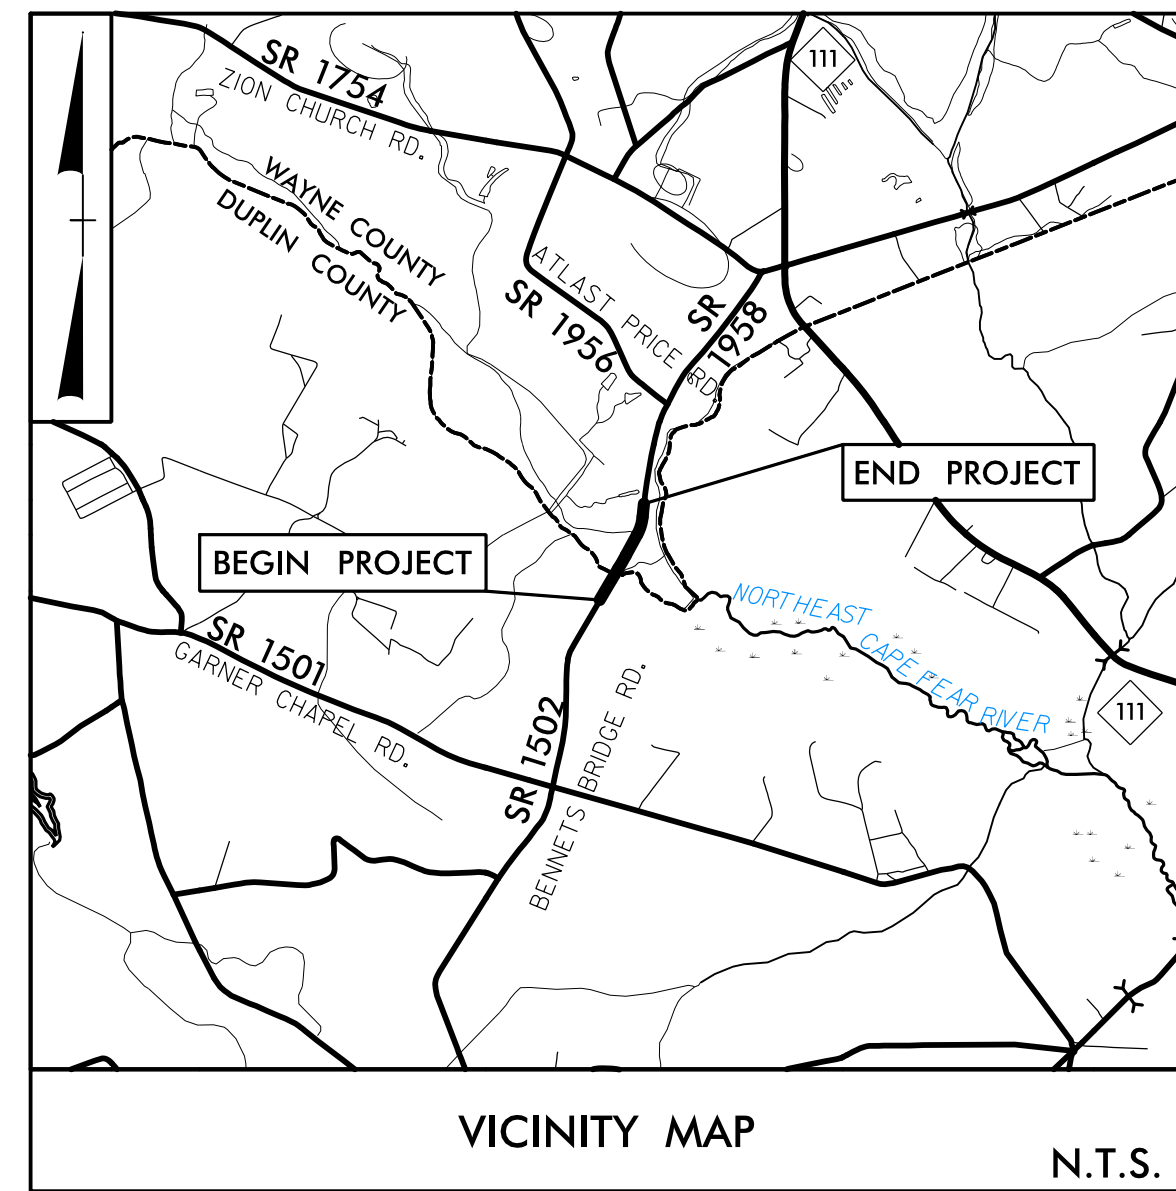 SR 1754
ZION CHURCH RD.
111
WAYNE COUNTY
DUPLIN COUNTY
ATLAST PRICE RD.
SR 1956
SR 1958
END PROJECT
BEGIN PROJECT
NORTHEAST CAPE FEAR RIVER
SR 1501
GARNER CHAPEL RD.
SR 1502
BENNETS BRIDGE RD.
111
VICINITY MAP
N.T.S.